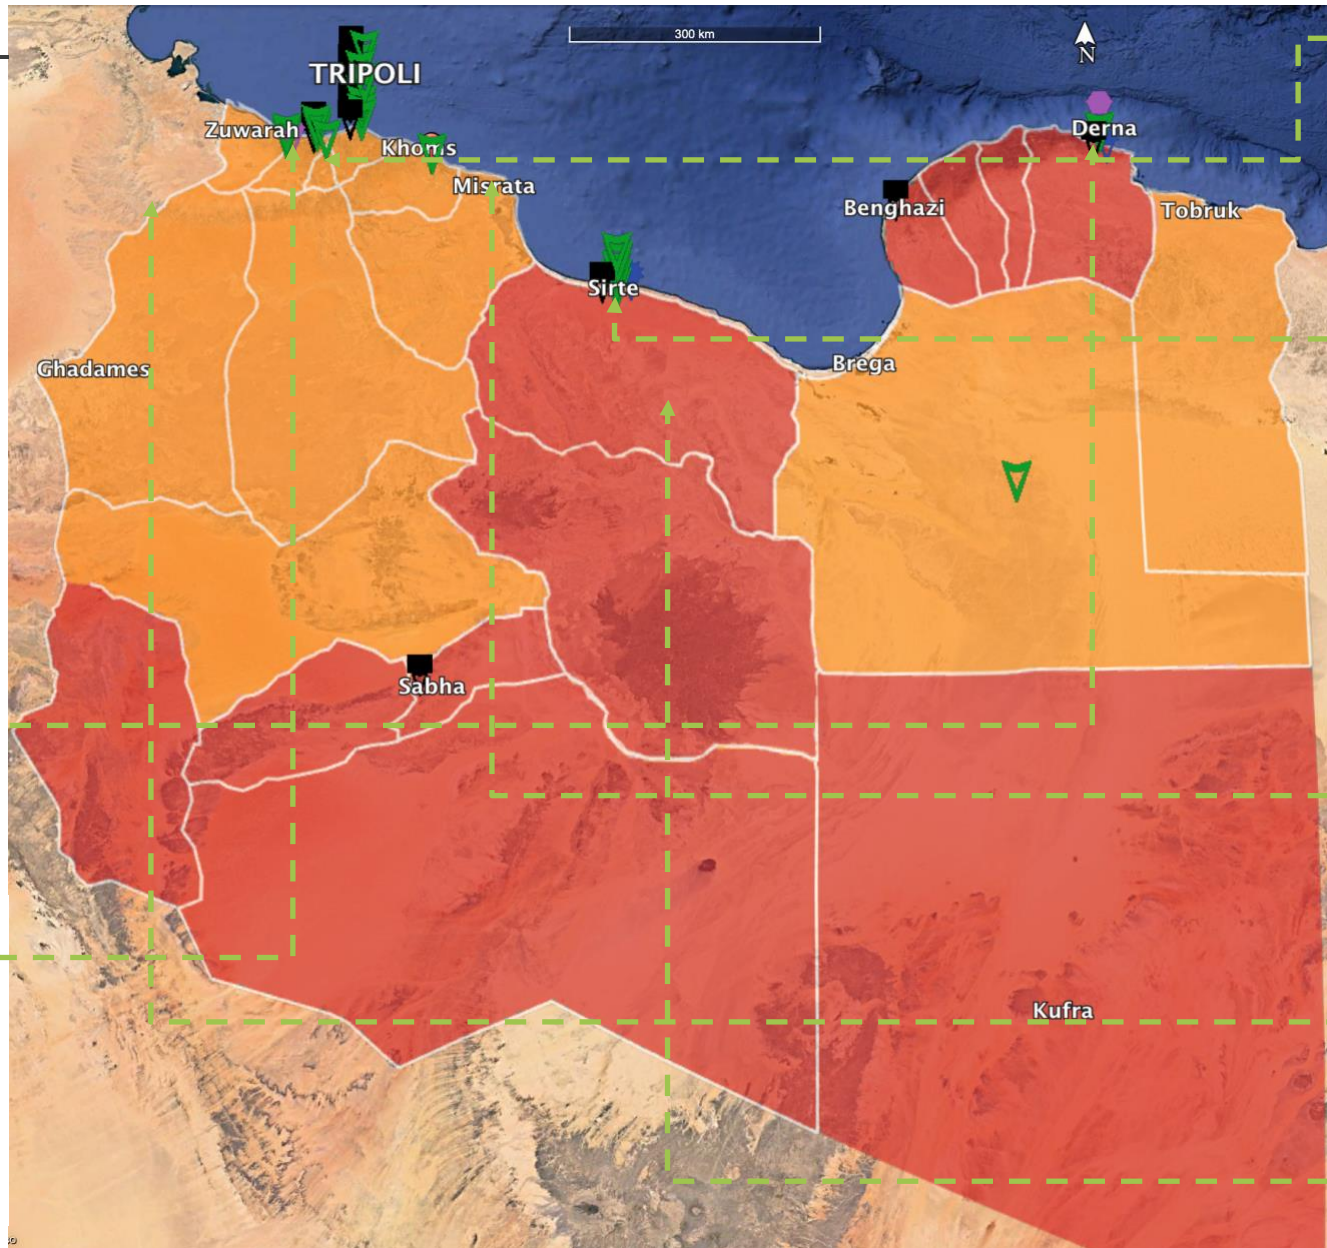 300 km
N
TRIPOLI
Zuwarah
Khoms
Derna
Misrata
Benghazi
Tobruk
Sirte
Ghadames
Brega
Sabha
Kufra